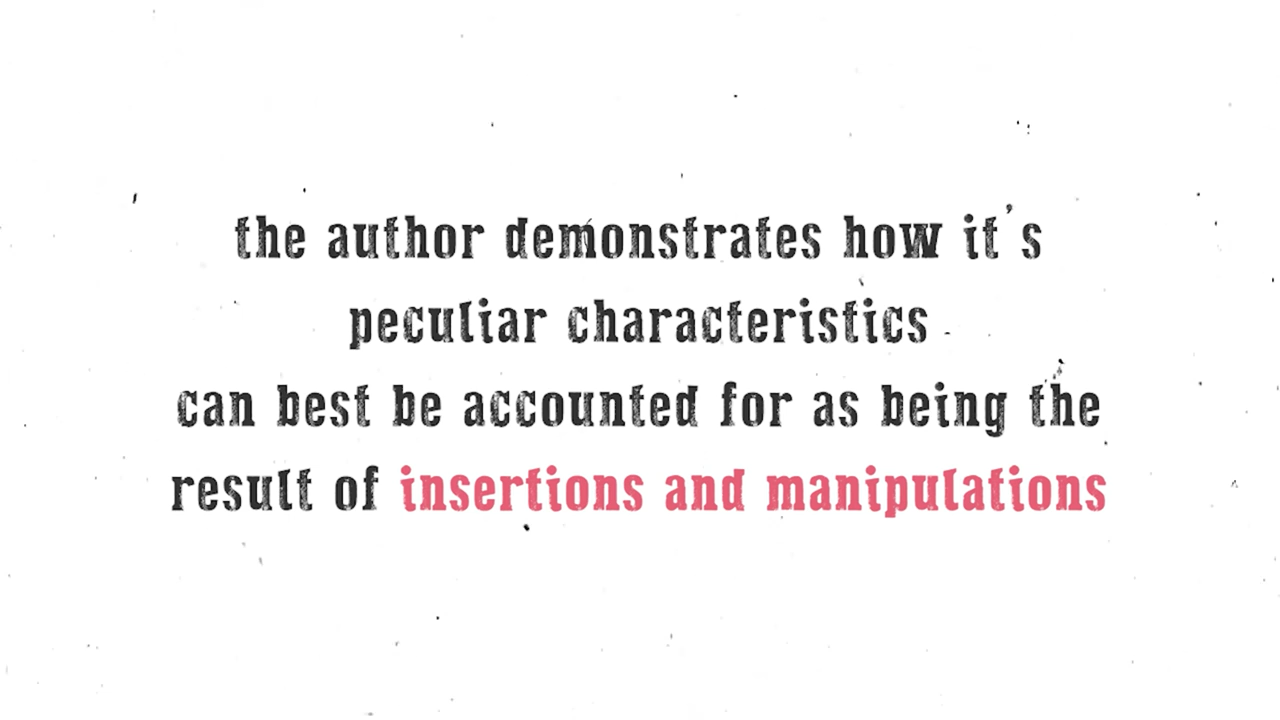 the author demonstrates how it's
peculiar characteristics
can best be accounted for as being the
result of insertions and manipulations